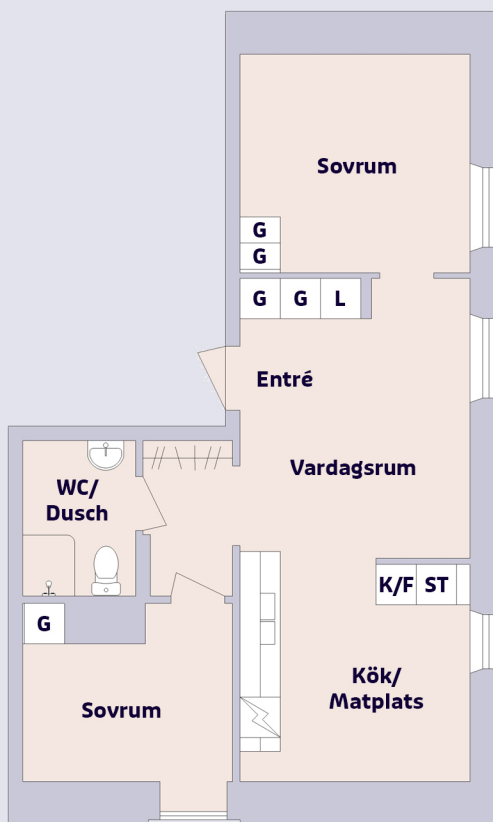 Sovrum
G
G
G G L
Entré
Vardagsrum
WC/
Dusch
K/F ST
G
Kök/
Matplats
Sovrum